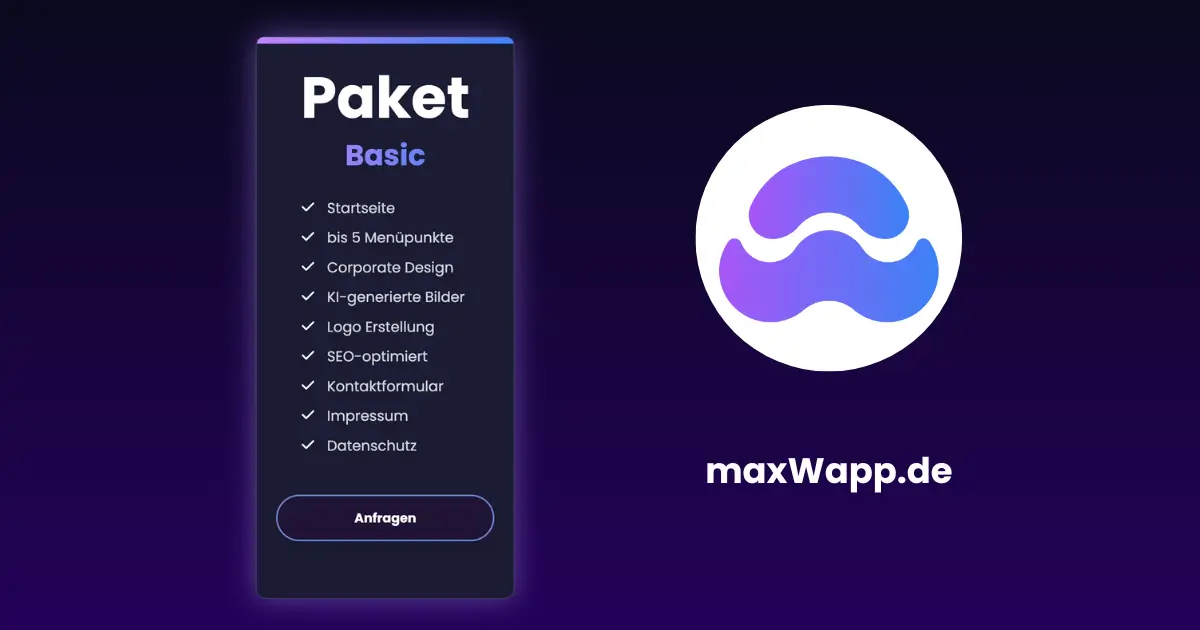 Paket
Basic
Startseite
bis 5 Menüpunkte
Corporate Design
KI-generierte Bilder
Logo Erstellung
SEO-optimiert
Kontaktformular
Impressum
Datenschutz
Anfragen
maxWapp.de